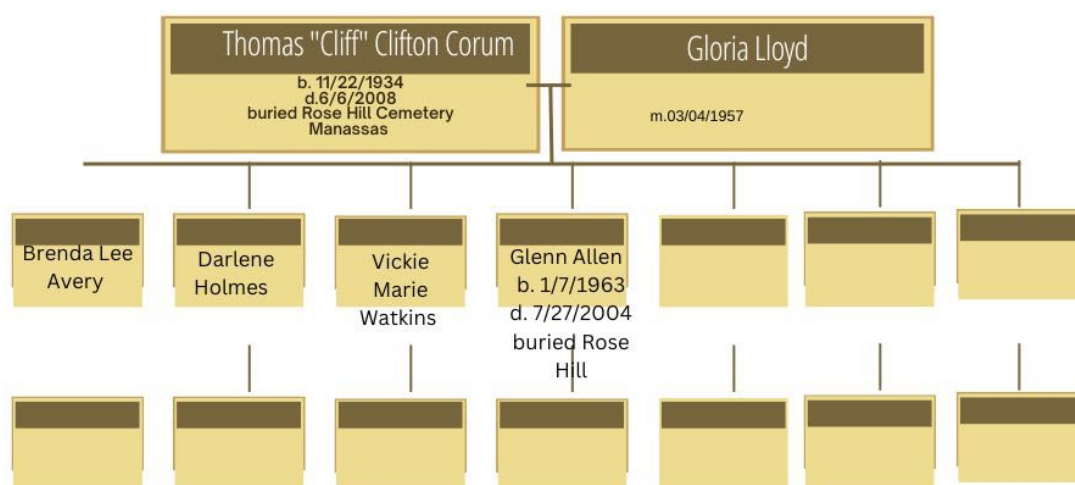 Thomas "Cliff" Clifton Corum
b. 11/22/1934
d.6/6/2008
buried Rose Hill Cemetery
Manassas
Gloria Lloyd
m.03/04/1957
Brenda Lee
Avery
Darlene
Holmes
Vickie
Marie
Watkins
Glenn Allen
b. 1/7/1963
d. 7/27/2004
buried Rose
Hill